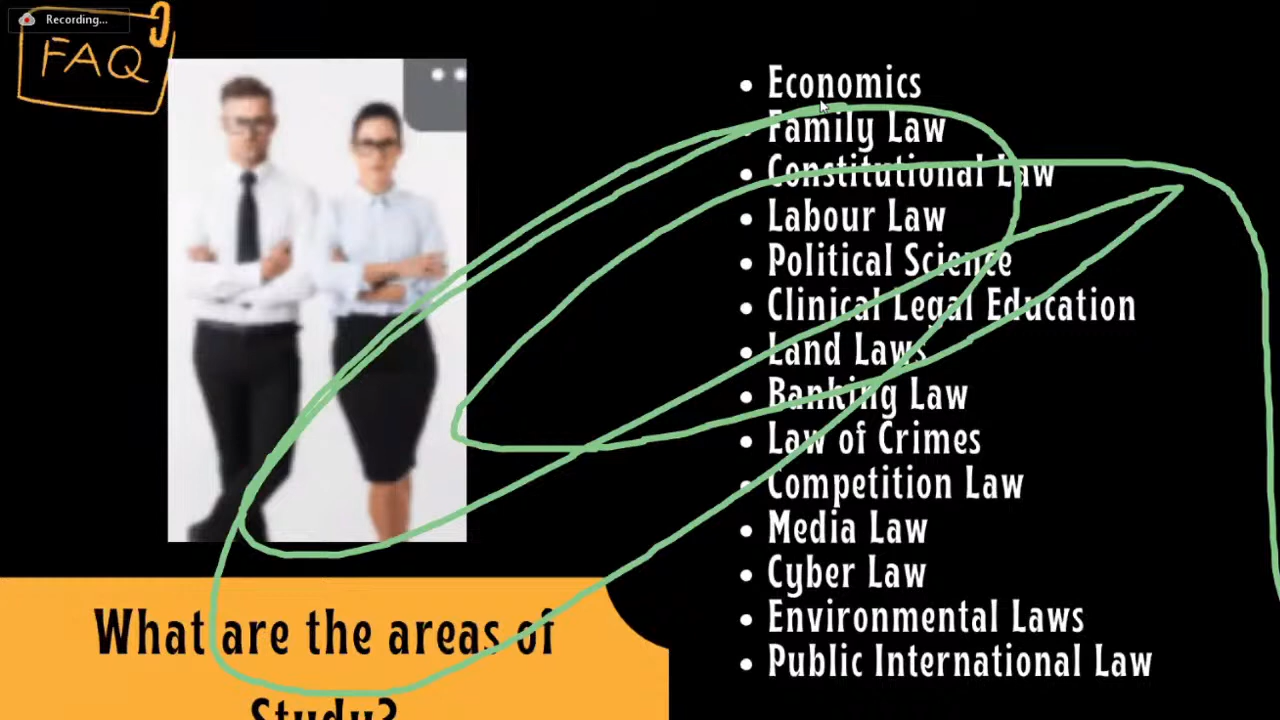 Recording...
FAQ
• Economics
• Family Law
• Constitutional Law
• Labour Law
• Political Science
• Clinical Legal Education
• Land Laws
• Banking Law
• Law of Crimes
• Competition Law
• Media Law
• Cyber Law
• Environmental Laws
• Public International Law
What are the areas of
Study?